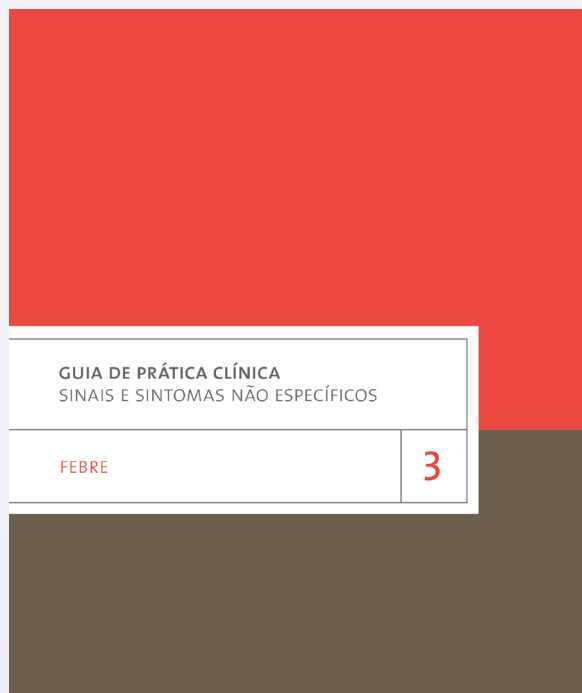 GUIA DE PRÁTICA CLÍNICA
SINAIS E SINTOMAS NÃO ESPECÍFICOS
FEBRE
3